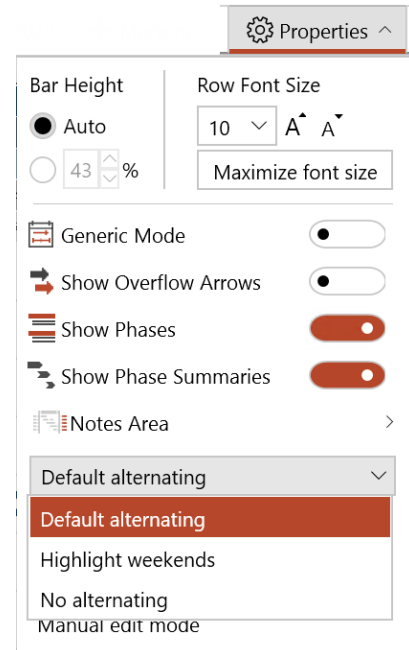 Properties
Bar Height
Row Font Size
Auto
10
A A
43 %
Maximize font size
Generic Mode
Show Overflow Arrows
Show Phases
Show Phase Summaries
Notes Area
Default alternating
Default alternating
Highlight weekends
No alternating
Manual edit mode